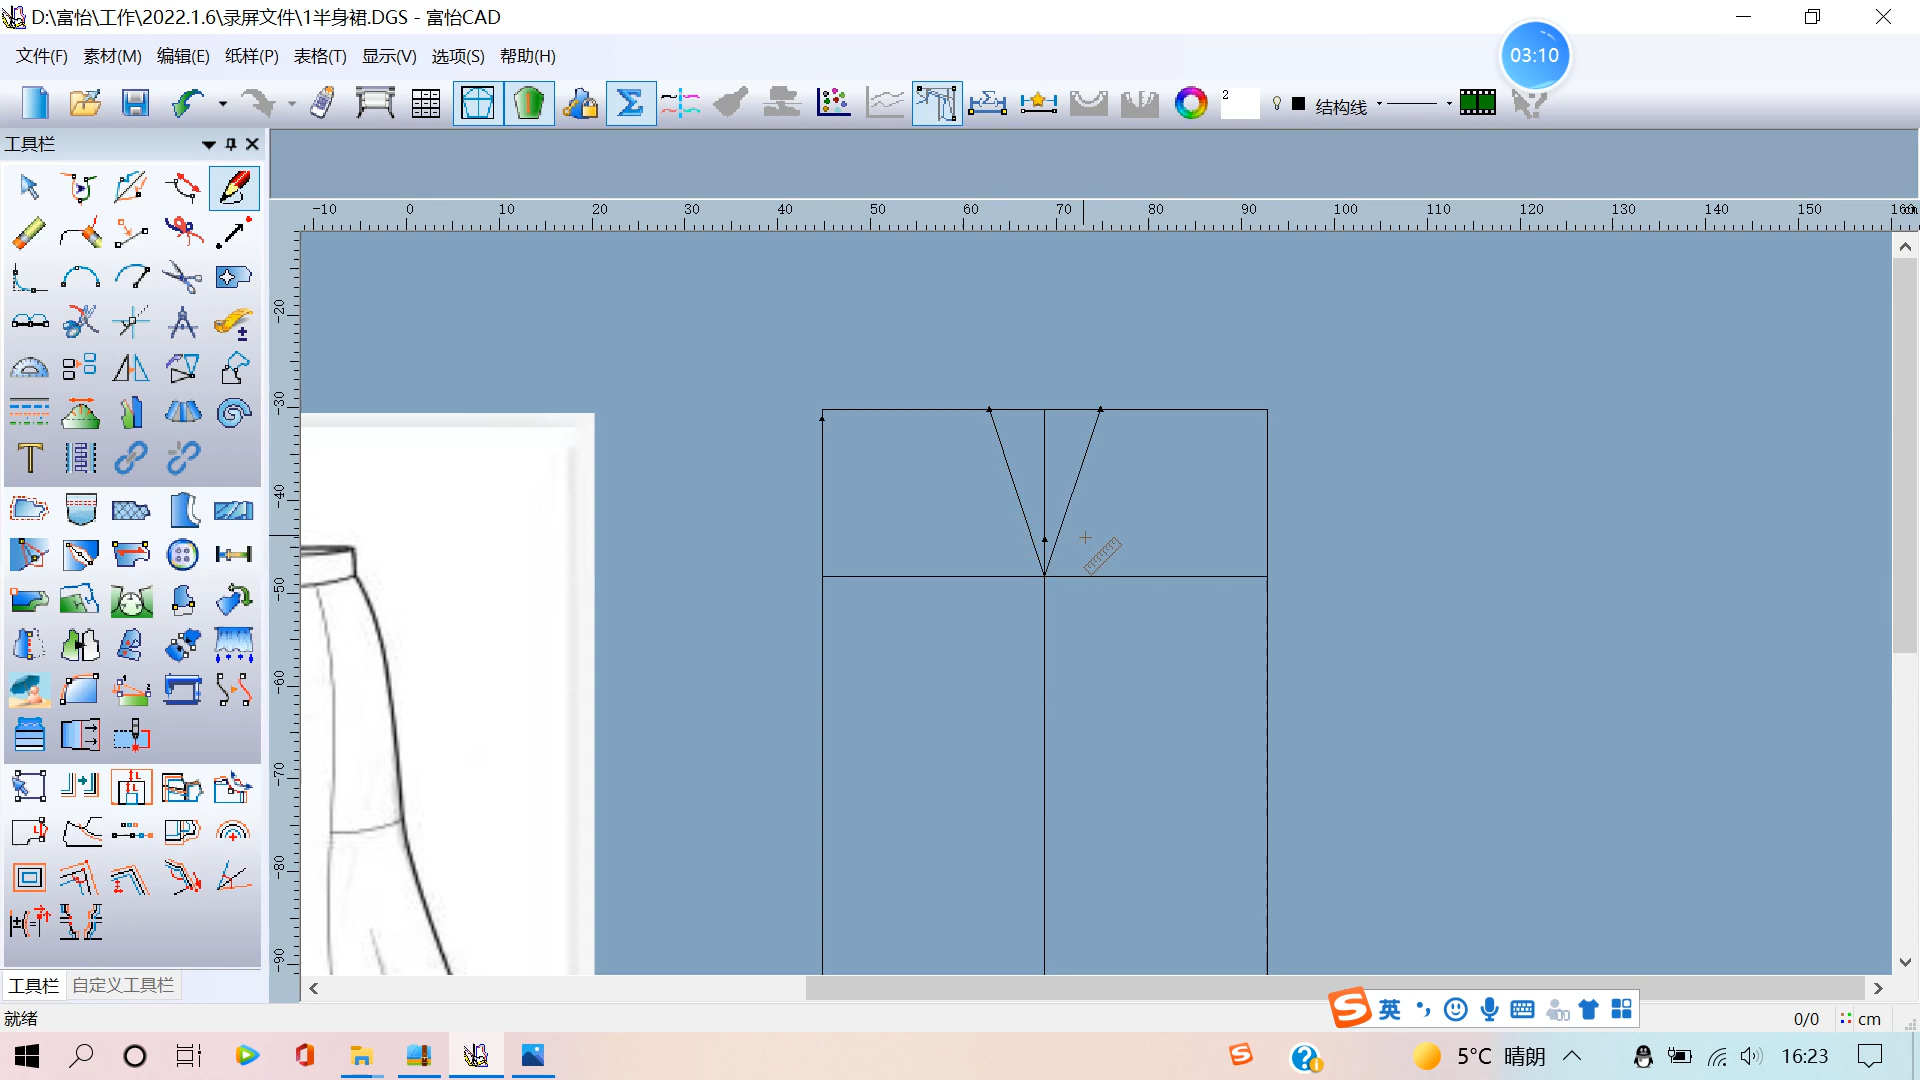 D:\富怡\工作\2022.1.6\录屏文件\1半身裙.DGS - 富怡CAD
文件(F) 素材(M) 编辑(E) 纸样(P) 表格(T) 显示(V) 选项(S) 帮助(H)
03:10
2
结构线
工具栏
-10 0 10 20 30 40 50 60 70 80 90 100 110 120 130 140 150 160 cm
-20
-30
-40
-50
-60
-70
-80
-90
工具栏 自定义工具栏
英
就绪
0/0 cm
5°C 晴朗
16:23